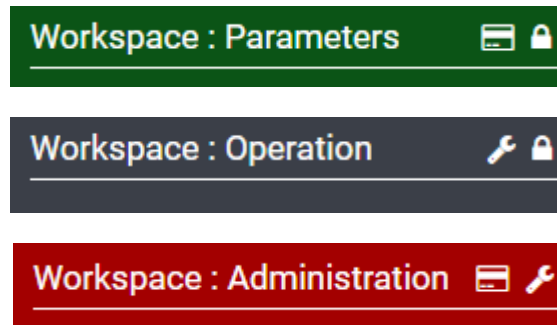 Workspace : Parameters
Workspace : Operation
Workspace : Administration